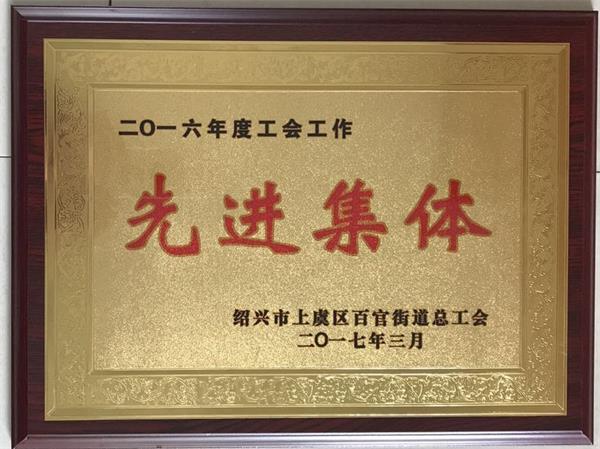 二〇一六年度工会工作
先进集体
绍兴市上虞区百官街道总工会
二〇一七年三月